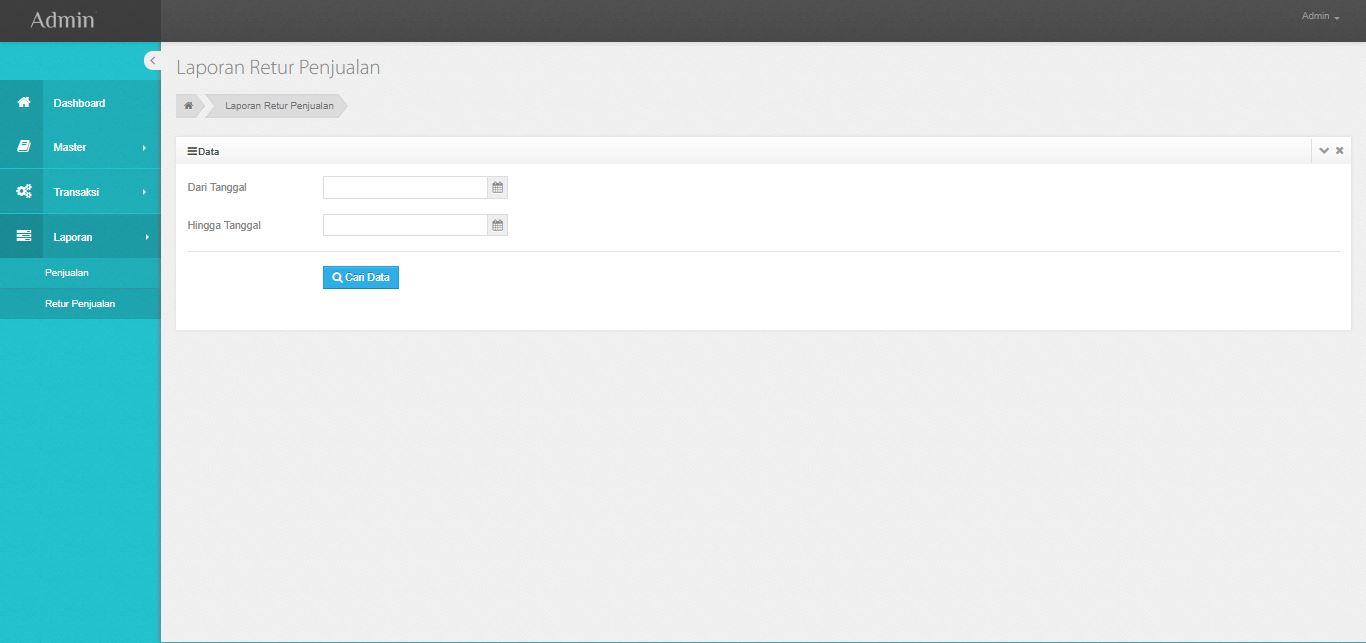 Admin
Admin
Laporan Retur Penjualan
Laporan Retur Penjualan
Dashboard
Master
Transaksi
Laporan
Penjualan
Retur Penjualan
Data
Dari Tanggal
Hingga Tanggal
Cari Data